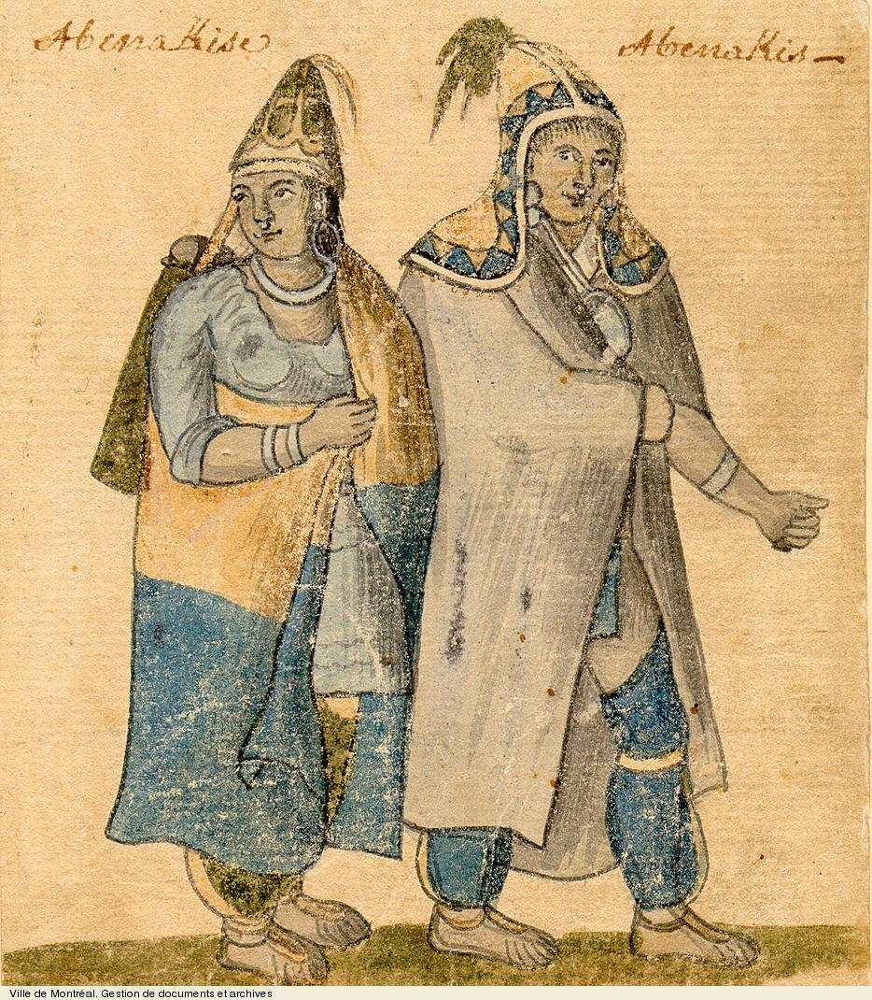 Abenakise
Abenakis
Ville de Montréal. Gestion de documents et archives